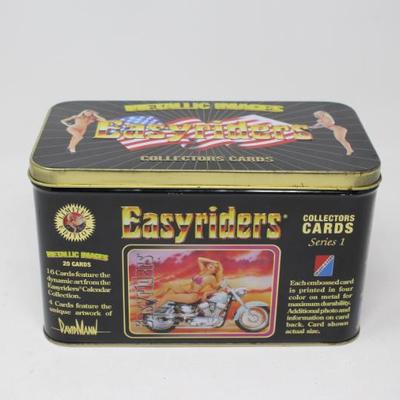 METALLIC IMAGES
Easyriders
COLLECTORS CARDS
METALLIC IMAGES
20 CARDS
16 Cards feature the
dynamic art from the
Easyriders' Calendar
Collection.
4 Cards feature the
unique artwork of
DAVID MANN
Easyriders®
EASYRIDERS
COLLECTORS
CARDS
Series 1
Each embossed card
is printed in four
color on metal for
maximum durability.
Additional photo and
information on card
back. Card shown
actual size.